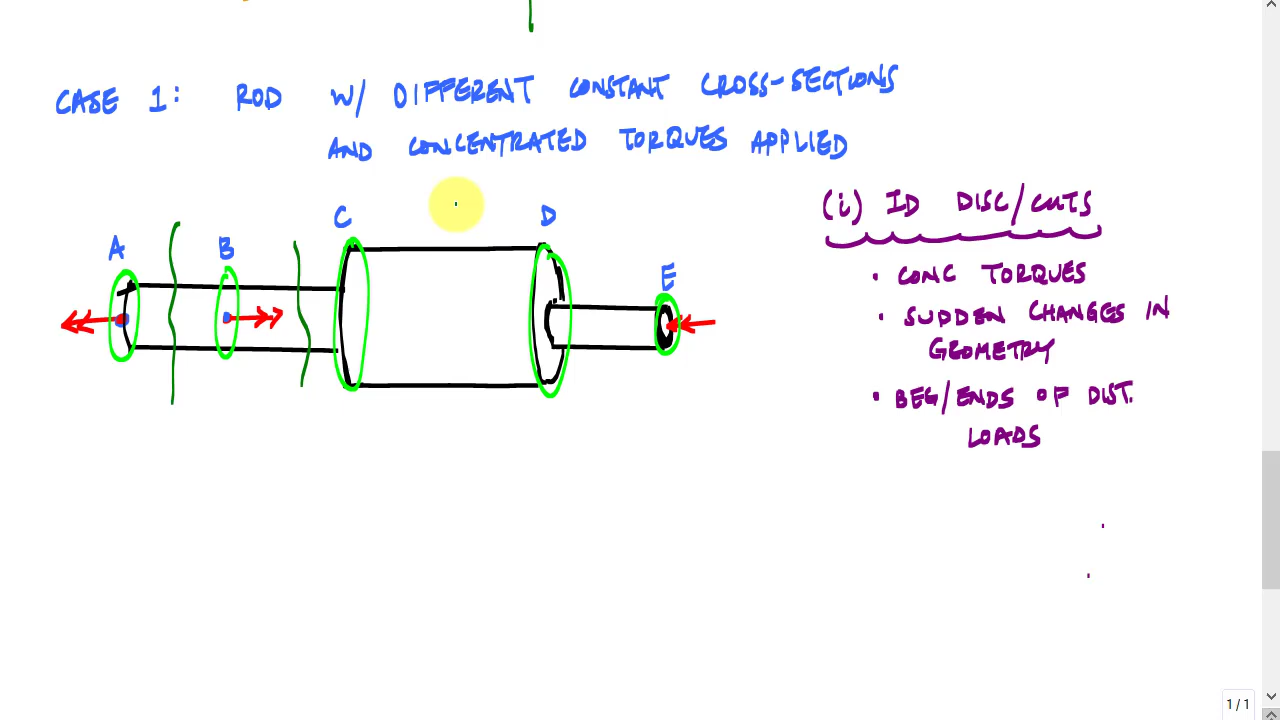 CASE 1: ROD W/ DIFFERENT CONSTANT CROSS-SECTIONS
AND CONCENTRATED TORQUES APPLIED
A B C D E
(i) ID DISC/CUTS
• CONC TORQUES
• SUDDEN CHANGES IN
GEOMETRY
• BEG/ENDS OF DIST.
LOADS
1/1